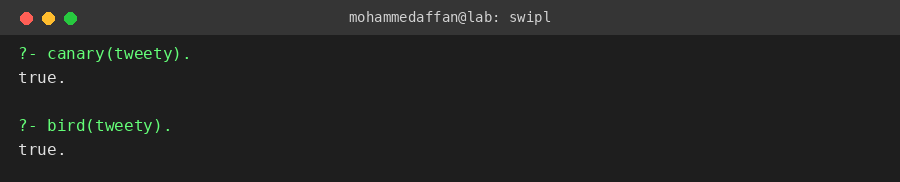 mohammedaffan@lab: swipl
?- canary(tweety).
true.
?- bird(tweety).
true.